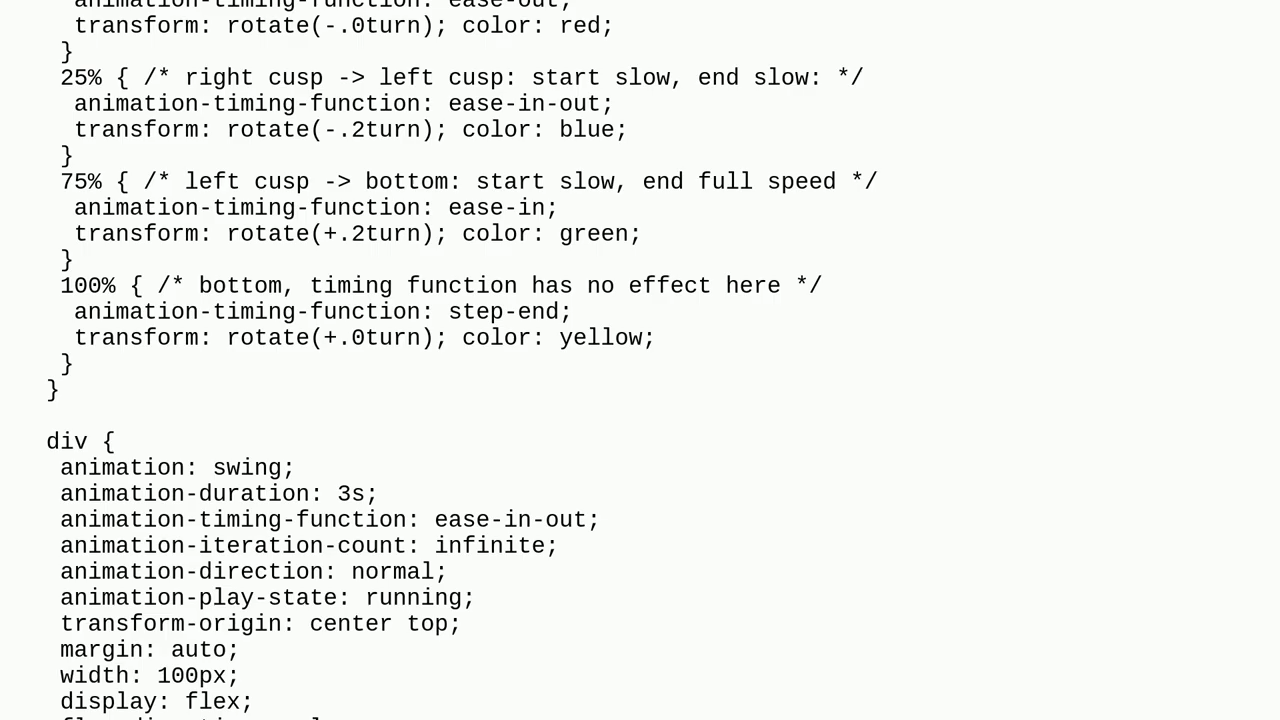 animation-timing-function: ease-out;
transform: rotate(-.0turn); color: red;
}
25% { /* right cusp -> left cusp: start slow, end slow: */
animation-timing-function: ease-in-out;
transform: rotate(-.2turn); color: blue;
}
75% { /* left cusp -> bottom: start slow, end full speed */
animation-timing-function: ease-in;
transform: rotate(+.2turn); color: green;
}
100% { /* bottom, timing function has no effect here */
animation-timing-function: step-end;
transform: rotate(+.0turn); color: yellow;
}
}
div {
animation: swing;
animation-duration: 3s;
animation-timing-function: ease-in-out;
animation-iteration-count: infinite;
animation-direction: normal;
animation-play-state: running;
transform-origin: center top;
margin: auto;
width: 100px;
display: flex;